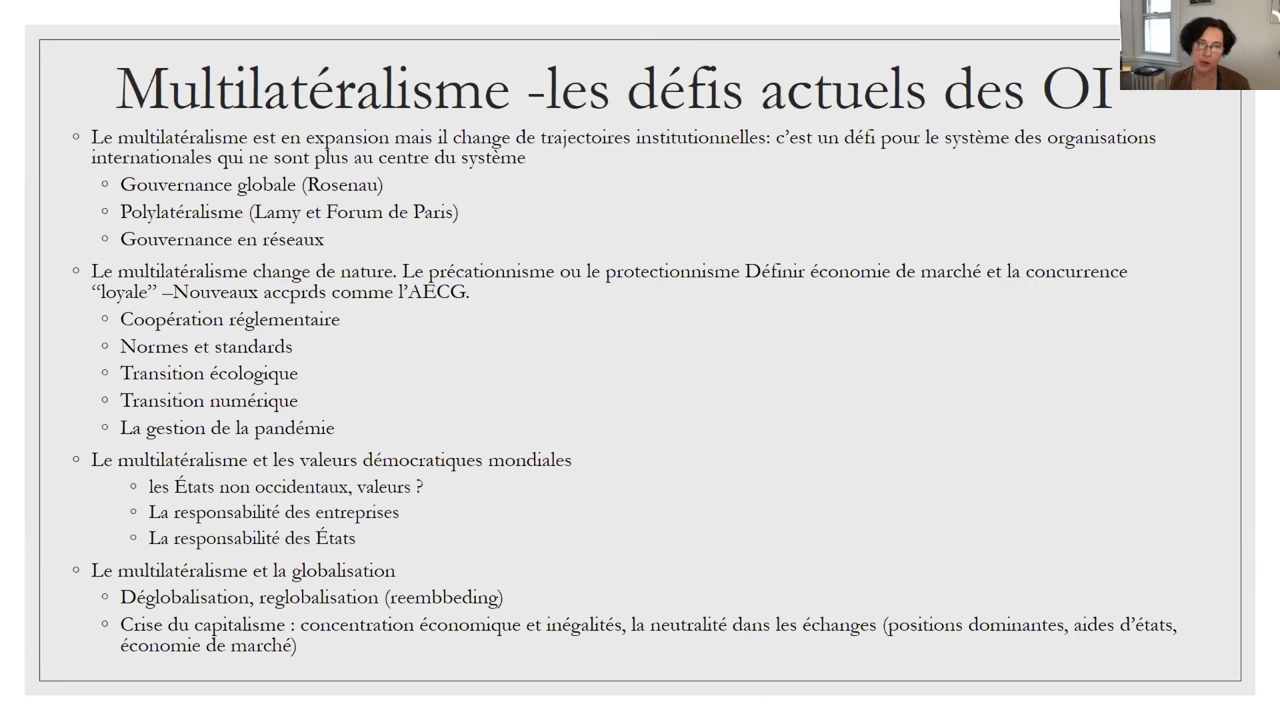 Multilatéralisme -les défis actuels des OI
◦ Le multilatéralisme est en expansion mais il change de trajectoires institutionnelles: c'est un défi pour le système des organisations
internationales qui ne sont plus au centre du système
◦ Gouvernance globale (Rosenau)
◦ Polylatéralisme (Lamy et Forum de Paris)
◦ Gouvernance en réseaux
◦ Le multilatéralisme change de nature. Le précationnisme ou le protectionnisme Définir économie de marché et la concurrence
“loyale” –Nouveaux accprds comme l'AECG.
◦ Coopération réglementaire
◦ Normes et standards
◦ Transition écologique
◦ Transition numérique
◦ La gestion de la pandémie
◦ Le multilatéralisme et les valeurs démocratiques mondiales
◦ les États non occidentaux, valeurs ?
◦ La responsabilité des entreprises
◦ La responsabilité des États
◦ Le multilatéralisme et la globalisation
◦ Déglobalisation, reglobalisation (reembbeding)
◦ Crise du capitalisme : concentration économique et inégalités, la neutralité dans les échanges (positions dominantes, aides d'états,
économie de marché)